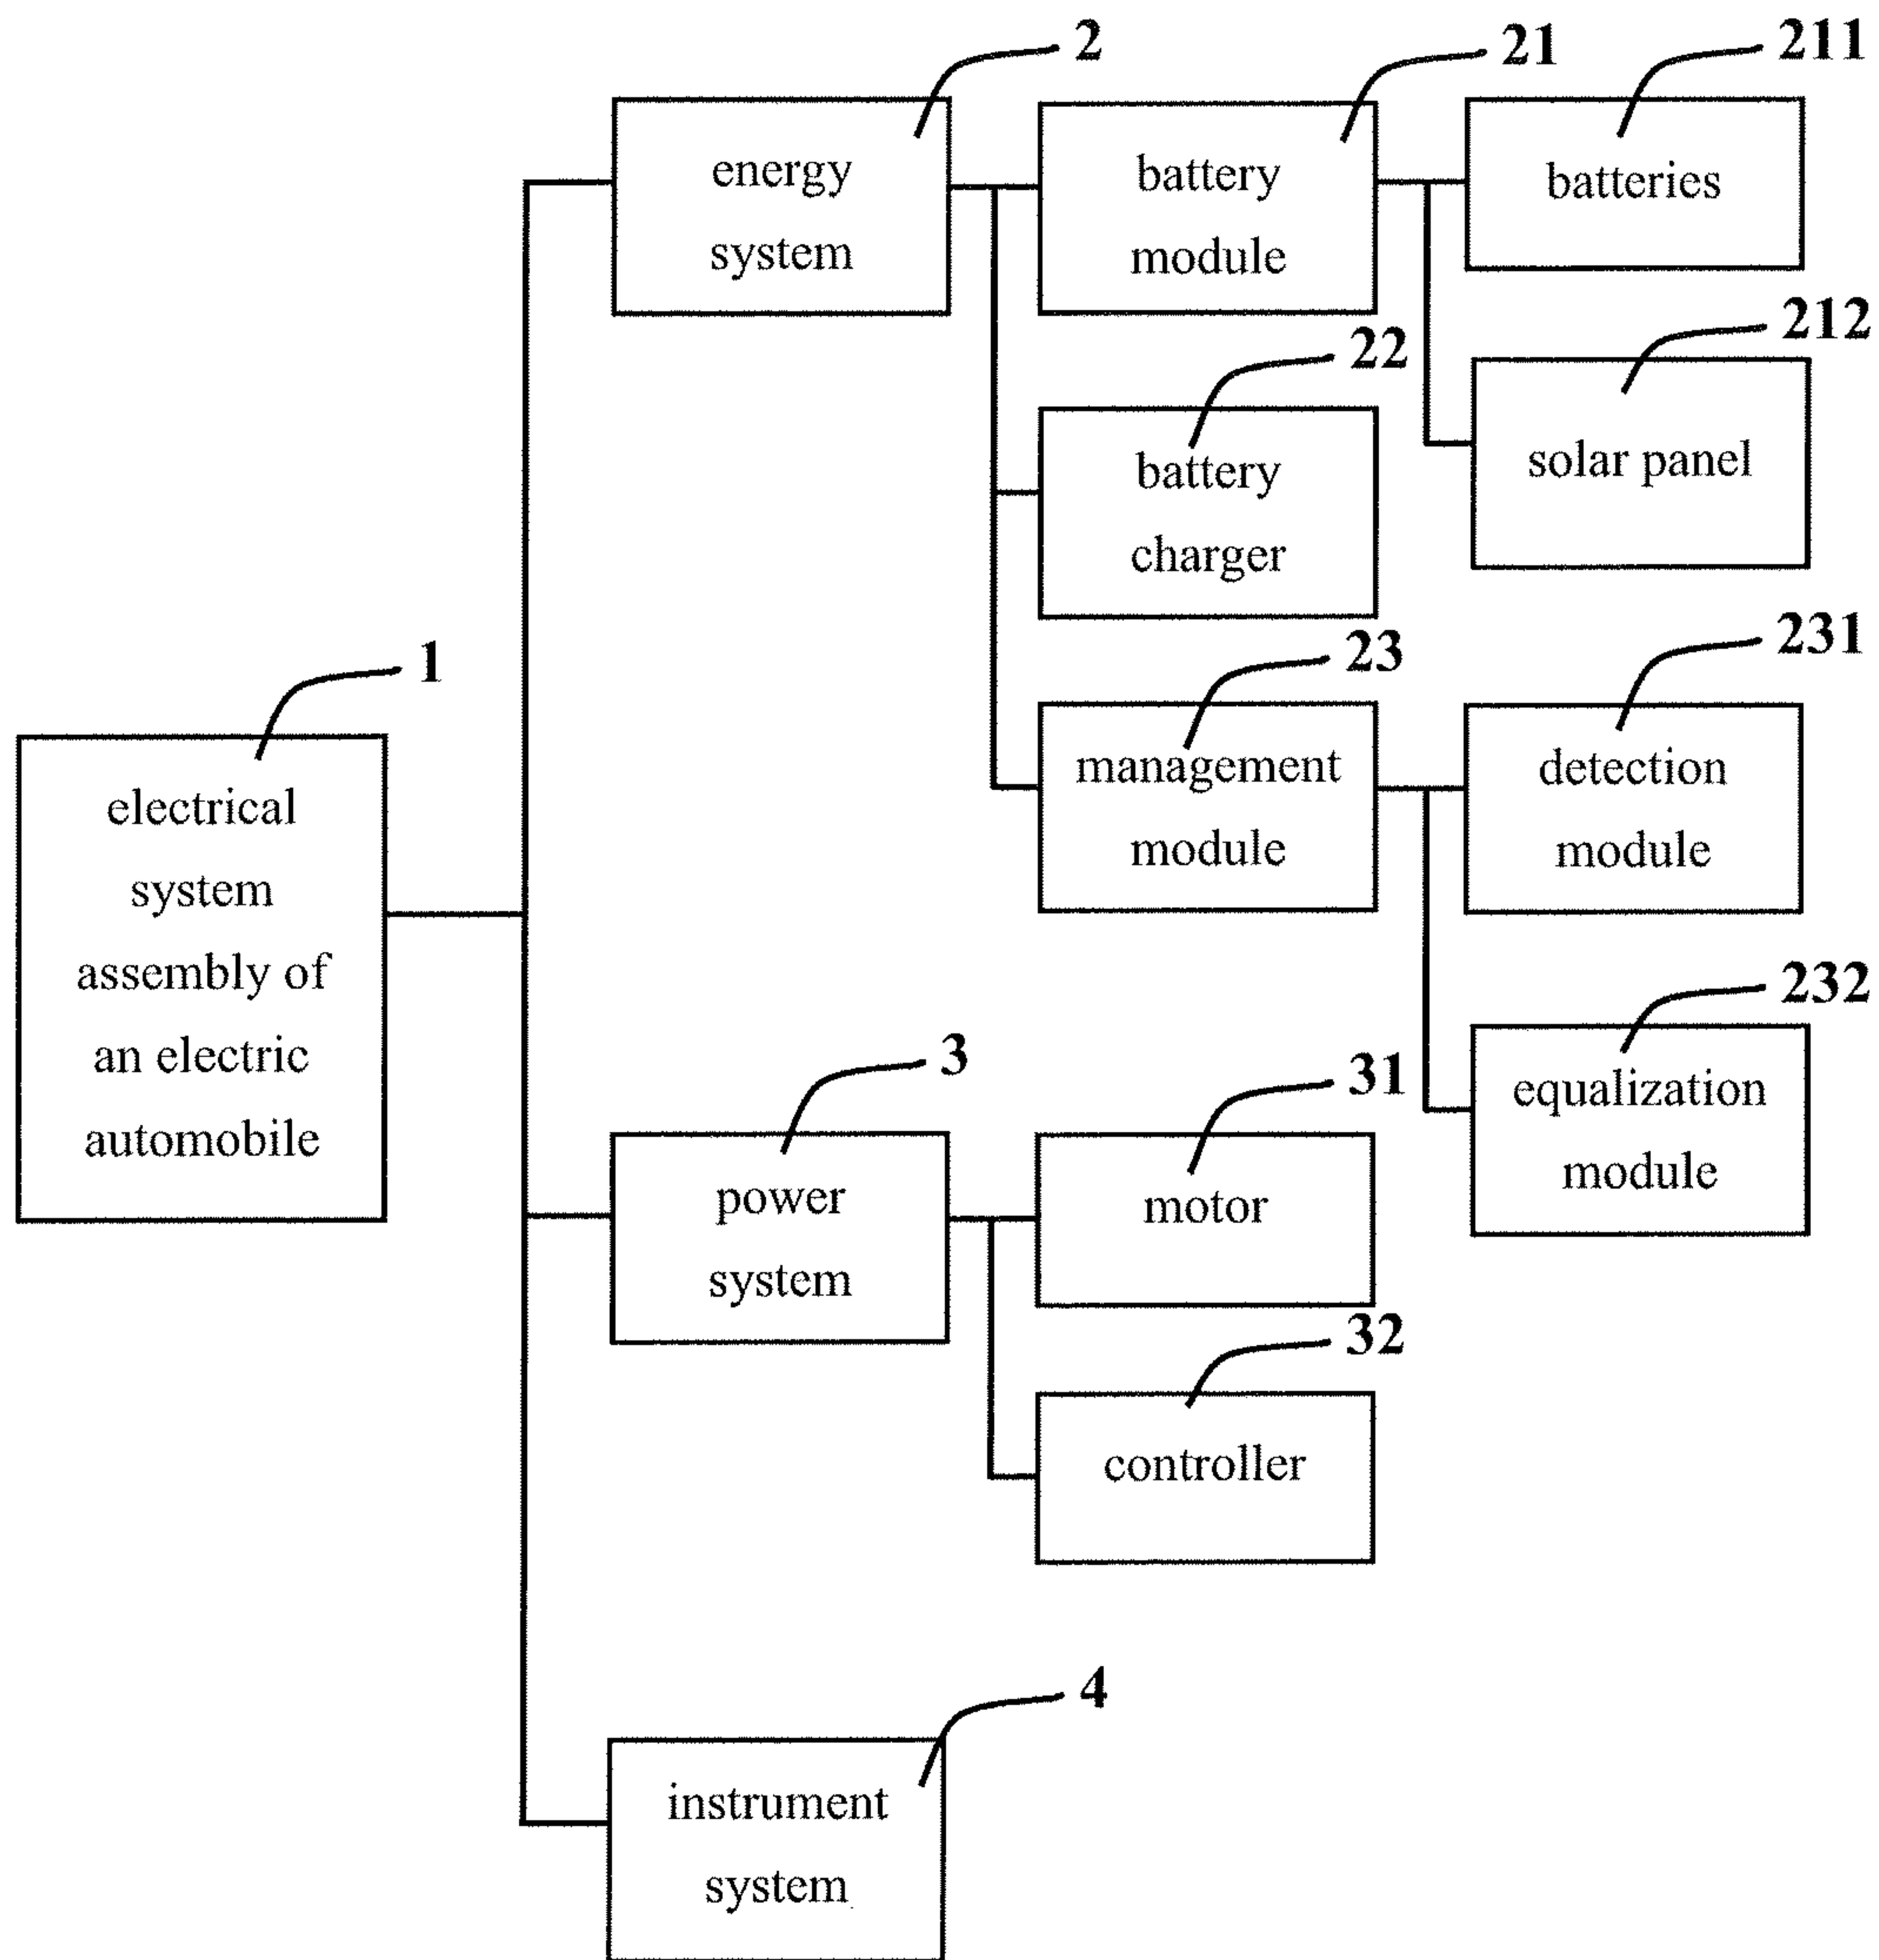 2
energy
system
21
battery
module
211
batteries
212
solar panel
22
battery
charger
23
management
module
231
detection
module
232
equalization
module
1
electrical
system
assembly of
an electric
automobile
3
power
system
31
motor
32
controller
4
instrument
system